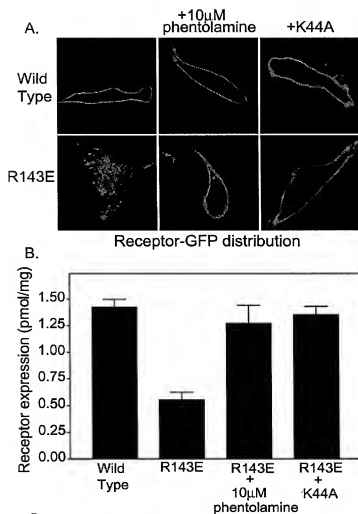 A.
+10μM
phentolamine
+K44A
Wild
Type
R143E
Receptor-GFP distribution
B.
Receptor expression (pmol/mg)
1.50
1.25
1.00
0.75
0.50
0.25
0.00
Wild
Type
R143E
R143E
+
10μM
phentolamine
R143E
+
K44A